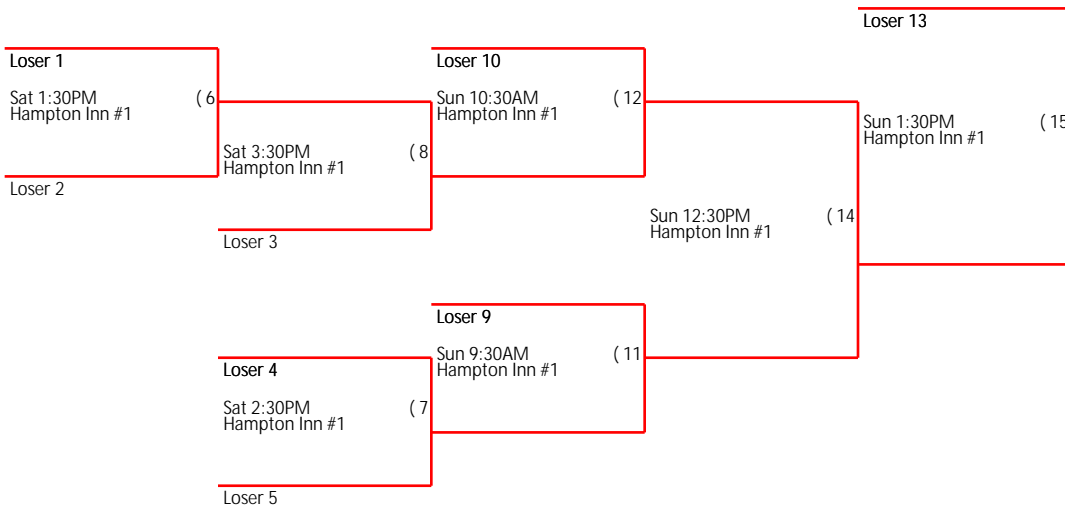 Loser 13
Loser 1
Sat 1:30PM ( 6
Hampton Inn #1
Loser 2
Sat 3:30PM ( 8
Hampton Inn #1
Loser 3
Loser 10
Sun 10:30AM ( 12
Hampton Inn #1
Sun 12:30PM ( 14
Hampton Inn #1
Sun 1:30PM ( 15
Hampton Inn #1
Loser 9
Sun 9:30AM ( 11
Hampton Inn #1
Loser 4
Sat 2:30PM ( 7
Hampton Inn #1
Loser 5